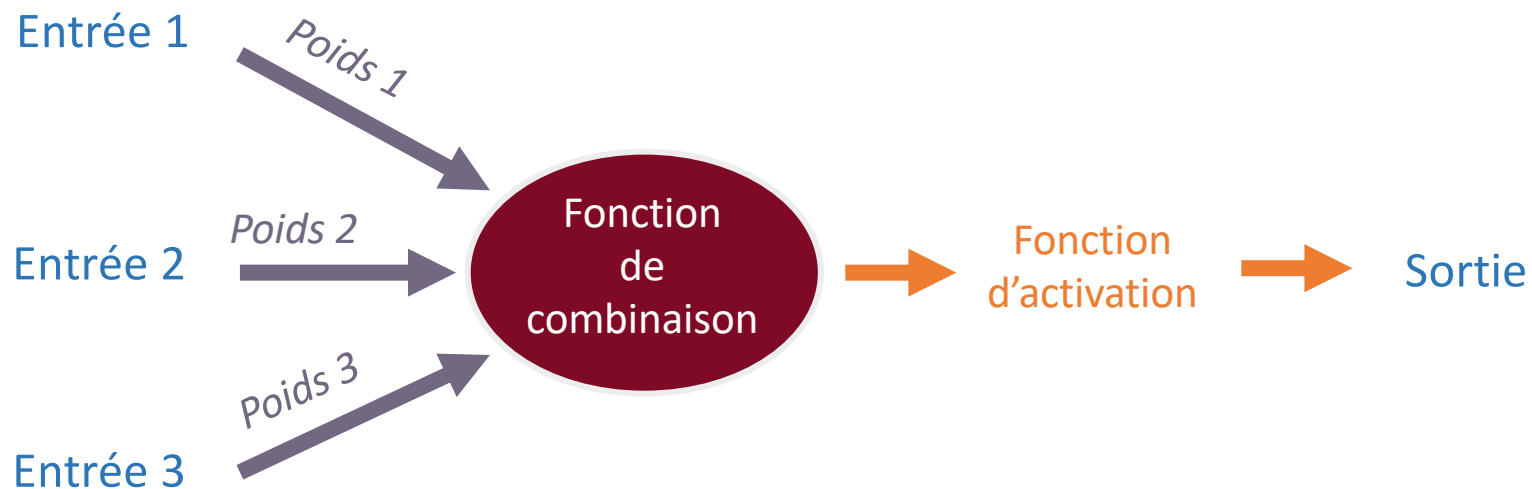 Entrée 1
Poids 1
Entrée 2
Poids 2
Entrée 3
Poids 3
Fonction
de
combinaison
Fonction
d’activation
Sortie